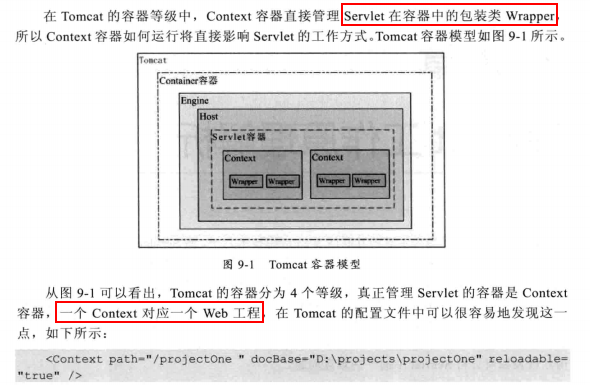 在 Tomcat 的容器等级中，Context 容器直接管理 Servlet 在容器中的包装类 Wrapper，
所以 Context 容器如何运行将直接影响 Servlet 的工作方式。Tomcat 容器模型如图 9-1 所示。
Tomcat
Container容器
Engine
Host
Servlet容器
Context Context
Wrapper Wrapper Wrapper Wrapper
图 9-1 Tomcat 容器模型
从图 9-1 可以看出，Tomcat 的容器分为 4 个等级，真正管理 Servlet 的容器是 Context
容器，一个 Context 对应一个 Web 工程，在 Tomcat 的配置文件中可以很容易地发现这一
点，如下所示：
<Context path="/projectOne " docBase="D:\projects\projectOne" reloadable=
"true" />